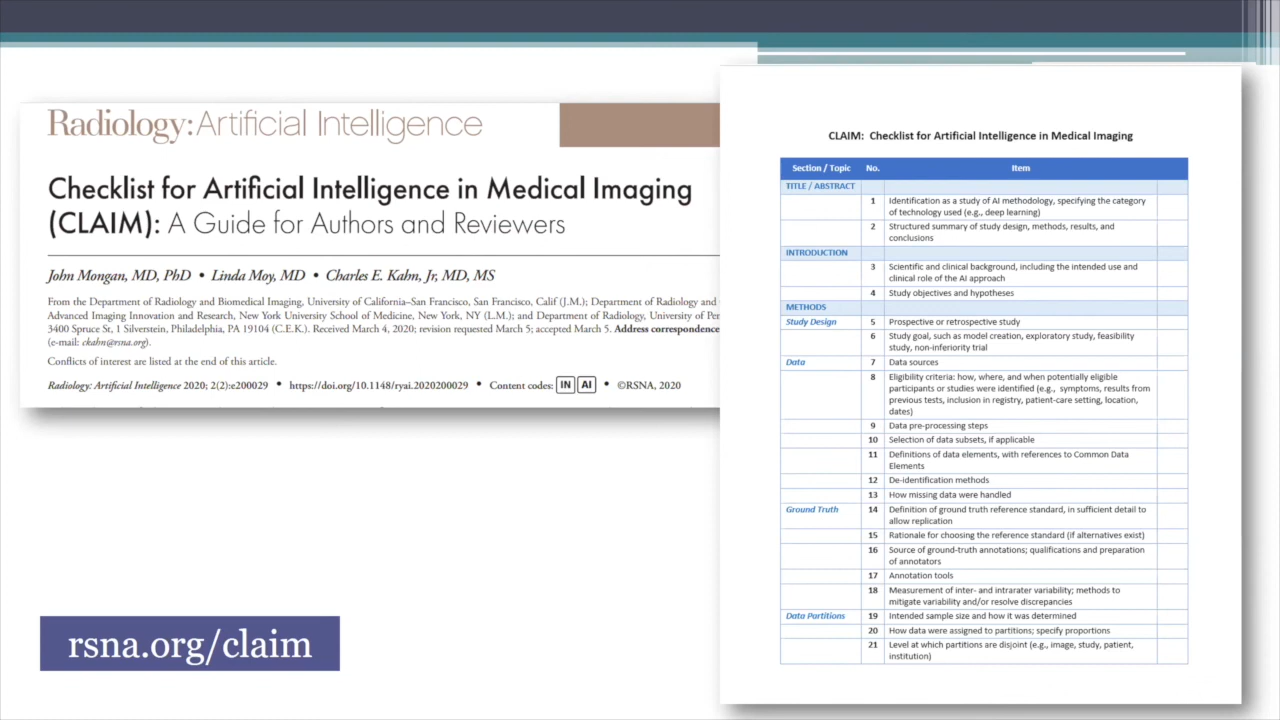 Radiology: Artificial Intelligence
Checklist for Artificial Intelligence in Medical Imaging
(CLAIM): A Guide for Authors and Reviewers
John Mongan, MD, PhD • Linda Moy, MD • Charles E. Kahn, Jr, MD, MS
From the Department of Radiology and Biomedical Imaging, University of California–San Francisco, San Francisco, Calif (J.M.); Department of Radiology and
Advanced Imaging Innovation and Research, New York University School of Medicine, New York, NY (L.M.); and Department of Radiology, University of
3400 Spruce St, 1 Silverstein, Philadelphia, PA 19104 (C.E.K.). Received March 4, 2020; revision requested March 5; accepted March 5. Address correspondence
(e-mail: ckahn@rsna.org).
Conflicts of interest are listed at the end of this article.
Radiology: Artificial Intelligence 2020; 2(2):e200029 • https://doi.org/10.1148/ryai.2020200029 • Content codes: IN AI • ©RSNA, 2020
rsna.org/claim
CLAIM: Checklist for Artificial Intelligence in Medical Imaging
Section / Topic No. Item
TITLE / ABSTRACT
1 Identification as a study of AI methodology, specifying the category
of technology used (e.g., deep learning)
2 Structured summary of study design, methods, results, and
conclusions
INTRODUCTION
3 Scientific and clinical background, including the intended use and
clinical role of the AI approach
4 Study objectives and hypotheses
METHODS
Study Design 5 Prospective or retrospective study
6 Study goal, such as model creation, exploratory study, feasibility
study, non-inferiority trial
Data 7 Data sources
8 Eligibility criteria: how, where, and when potentially eligible
participants or studies were identified (e.g., symptoms, results from
previous tests, inclusion in registry, patient-care setting, location,
dates)
9 Data pre-processing steps
10 Selection of data subsets, if applicable
11 Definitions of data elements, with references to Common Data
Elements
12 De-identification methods
13 How missing data were handled
Ground Truth 14 Definition of ground truth reference standard, in sufficient detail to
allow replication
15 Rationale for choosing the reference standard (if alternatives exist)
16 Source of ground-truth annotations; qualifications and preparation
of annotators
17 Annotation tools
18 Measurement of inter- and intrarater variability; methods to
mitigate variability and/or resolve discrepancies
Data Partitions 19 Intended sample size and how it was determined
20 How data were assigned to partitions; specify proportions
21 Level at which partitions are disjoint (e.g., image, study, patient,
institution)